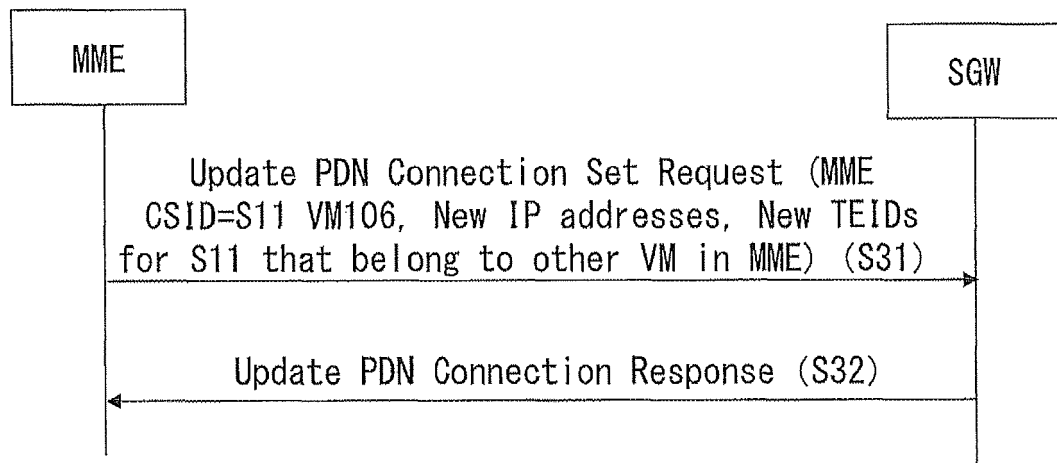 MME
SGW
Update PDN Connection Set Request (MME
CSID=S11 VM106, New IP addresses, New TEIDs
for S11 that belong to other VM in MME) (S31)
Update PDN Connection Response (S32)